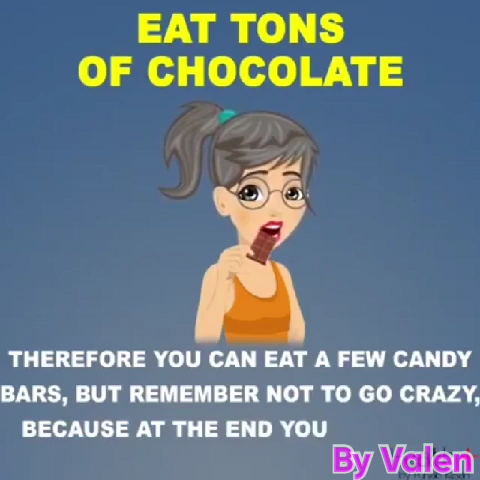 EAT TONS
OF CHOCOLATE
THEREFORE YOU CAN EAT A FEW CANDY
BARS, BUT REMEMBER NOT TO GO CRAZY,
BECAUSE AT THE END YOU
By Valen